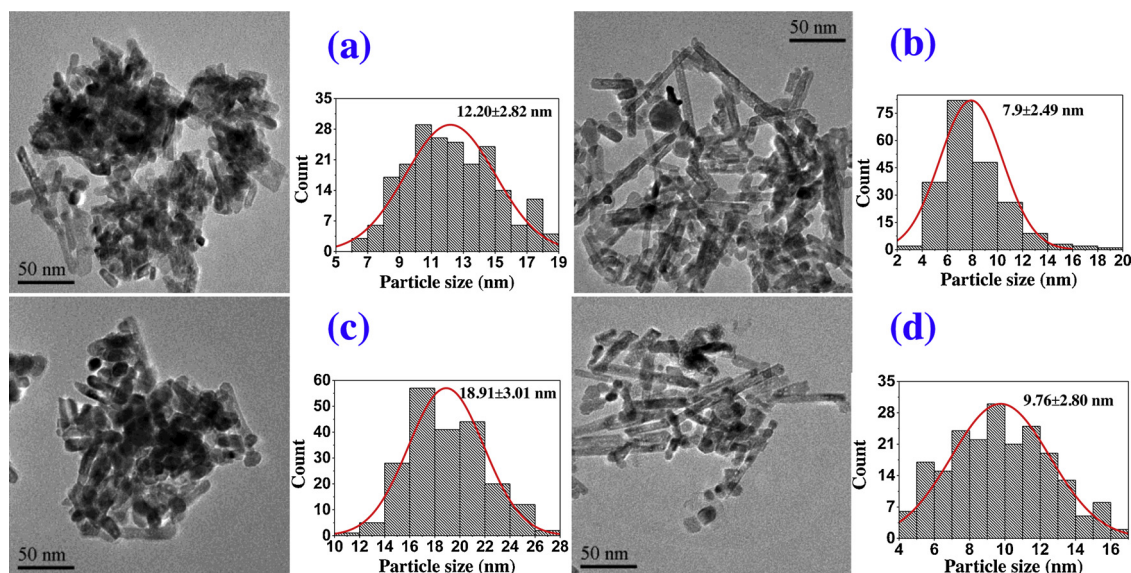 (a)
50 nm
12.20±2.82 nm
Count
35
28
21
14
7
0
5 7 9 11 13 15 17 19
Particle size (nm)
50 nm
(b)
7.9±2.49 nm
Count
75
60
45
30
15
0
2 4 6 8 10 12 14 16 18 20
Particle size (nm)
50 nm
(c)
18.91±3.01 nm
Count
60
50
40
30
20
10
0
10 12 14 16 18 20 22 24 26 28
Particle size (nm)
50 nm
(d)
9.76±2.80 nm
Count
35
28
21
14
7
0
4 6 8 10 12 14 16
Particle size (nm)